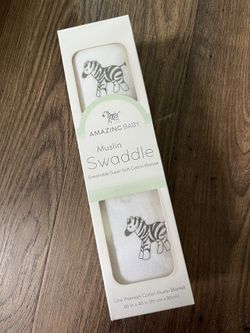 AMAZING BABY
Muslin
Swaddle
Breathable Super Soft Cotton Blanket
One Premium Cotton Muslin Blanket